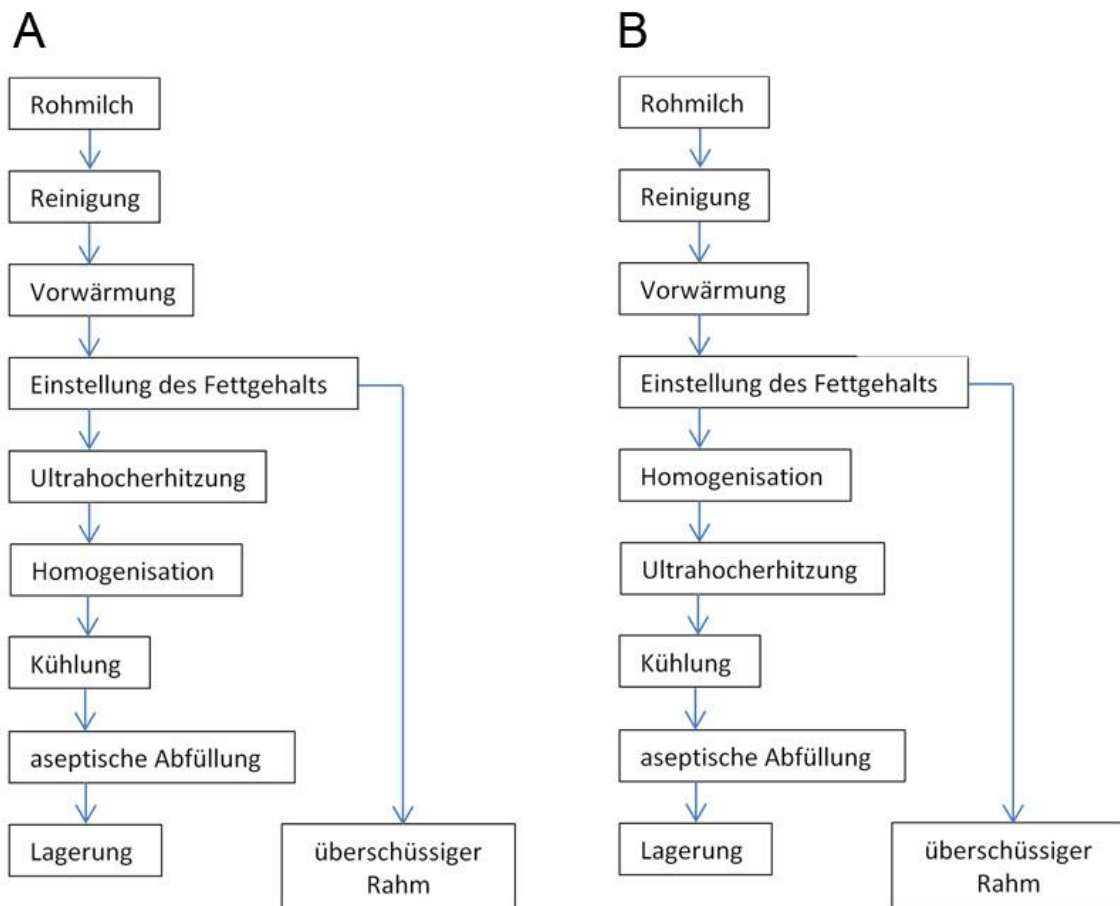 A
Rohmilch
Reinigung
Vorwärmung
Einstellung des Fettgehalts
Ultrahocherhitzung
Homogenisation
Kühlung
aseptische Abfüllung
Lagerung
überschüssiger
Rahm
B
Rohmilch
Reinigung
Vorwärmung
Einstellung des Fettgehalts
Homogenisation
Ultrahocherhitzung
Kühlung
aseptische Abfüllung
Lagerung
überschüssiger
Rahm